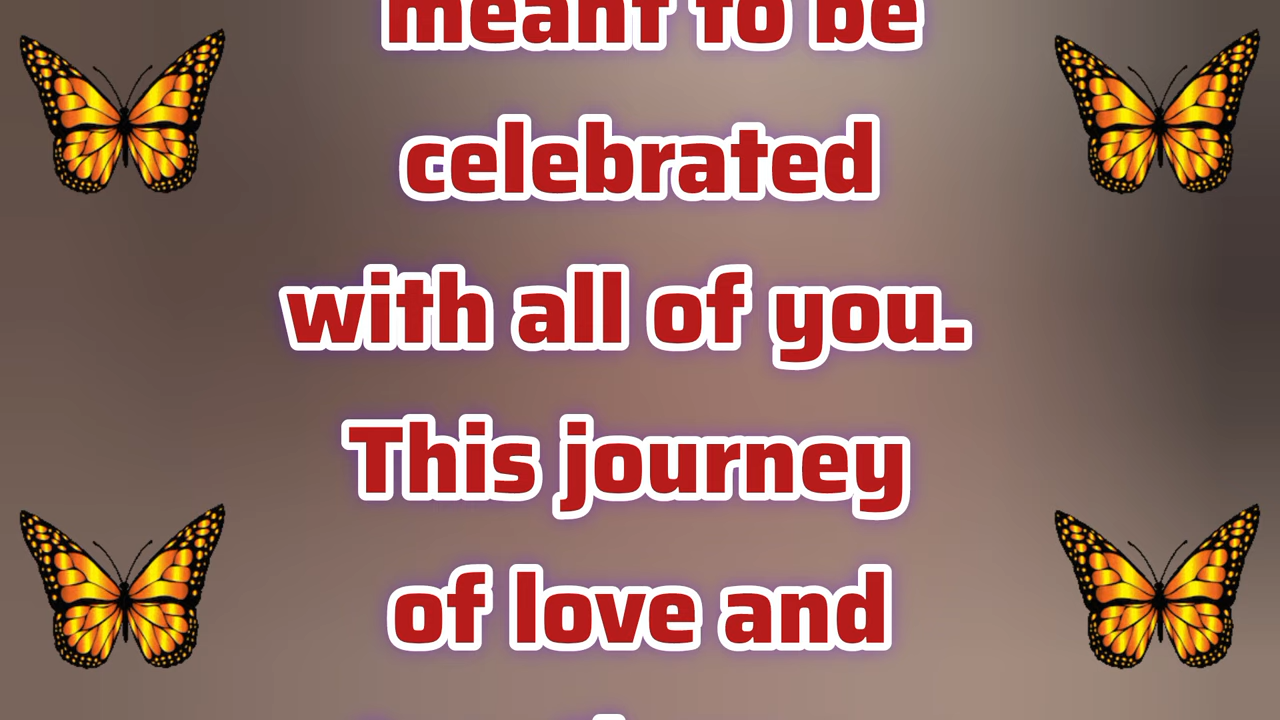 meant to be
celebrated
with all of you.
This journey
of love and